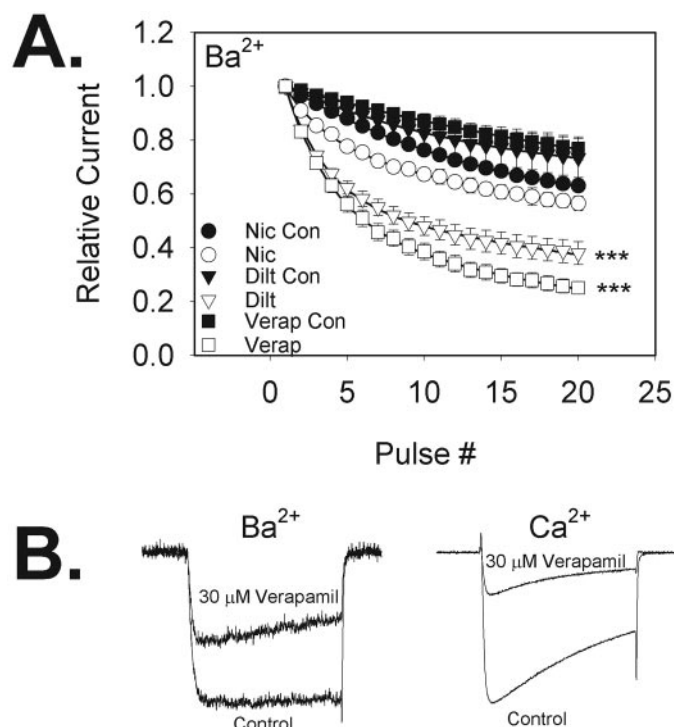 A.
Ba²⁺
1.2
1.0
0.8
0.6
0.4
0.2
0.0
Relative Current
Nic Con
Nic
Dilt Con
Dilt
Verap Con
Verap
***
***
0 5 10 15 20 25
Pulse #
B.
Ba²⁺
Ca²⁺
30 µM Verapamil
30 µM Verapamil
Control
Control